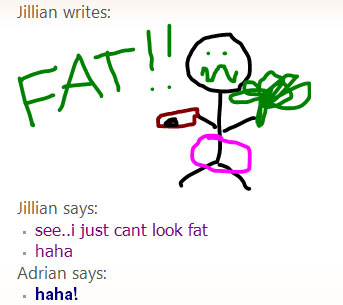 Jillian writes:
FAT!!
Jillian says:
see..i just cant look fat
haha
Adrian says:
haha!